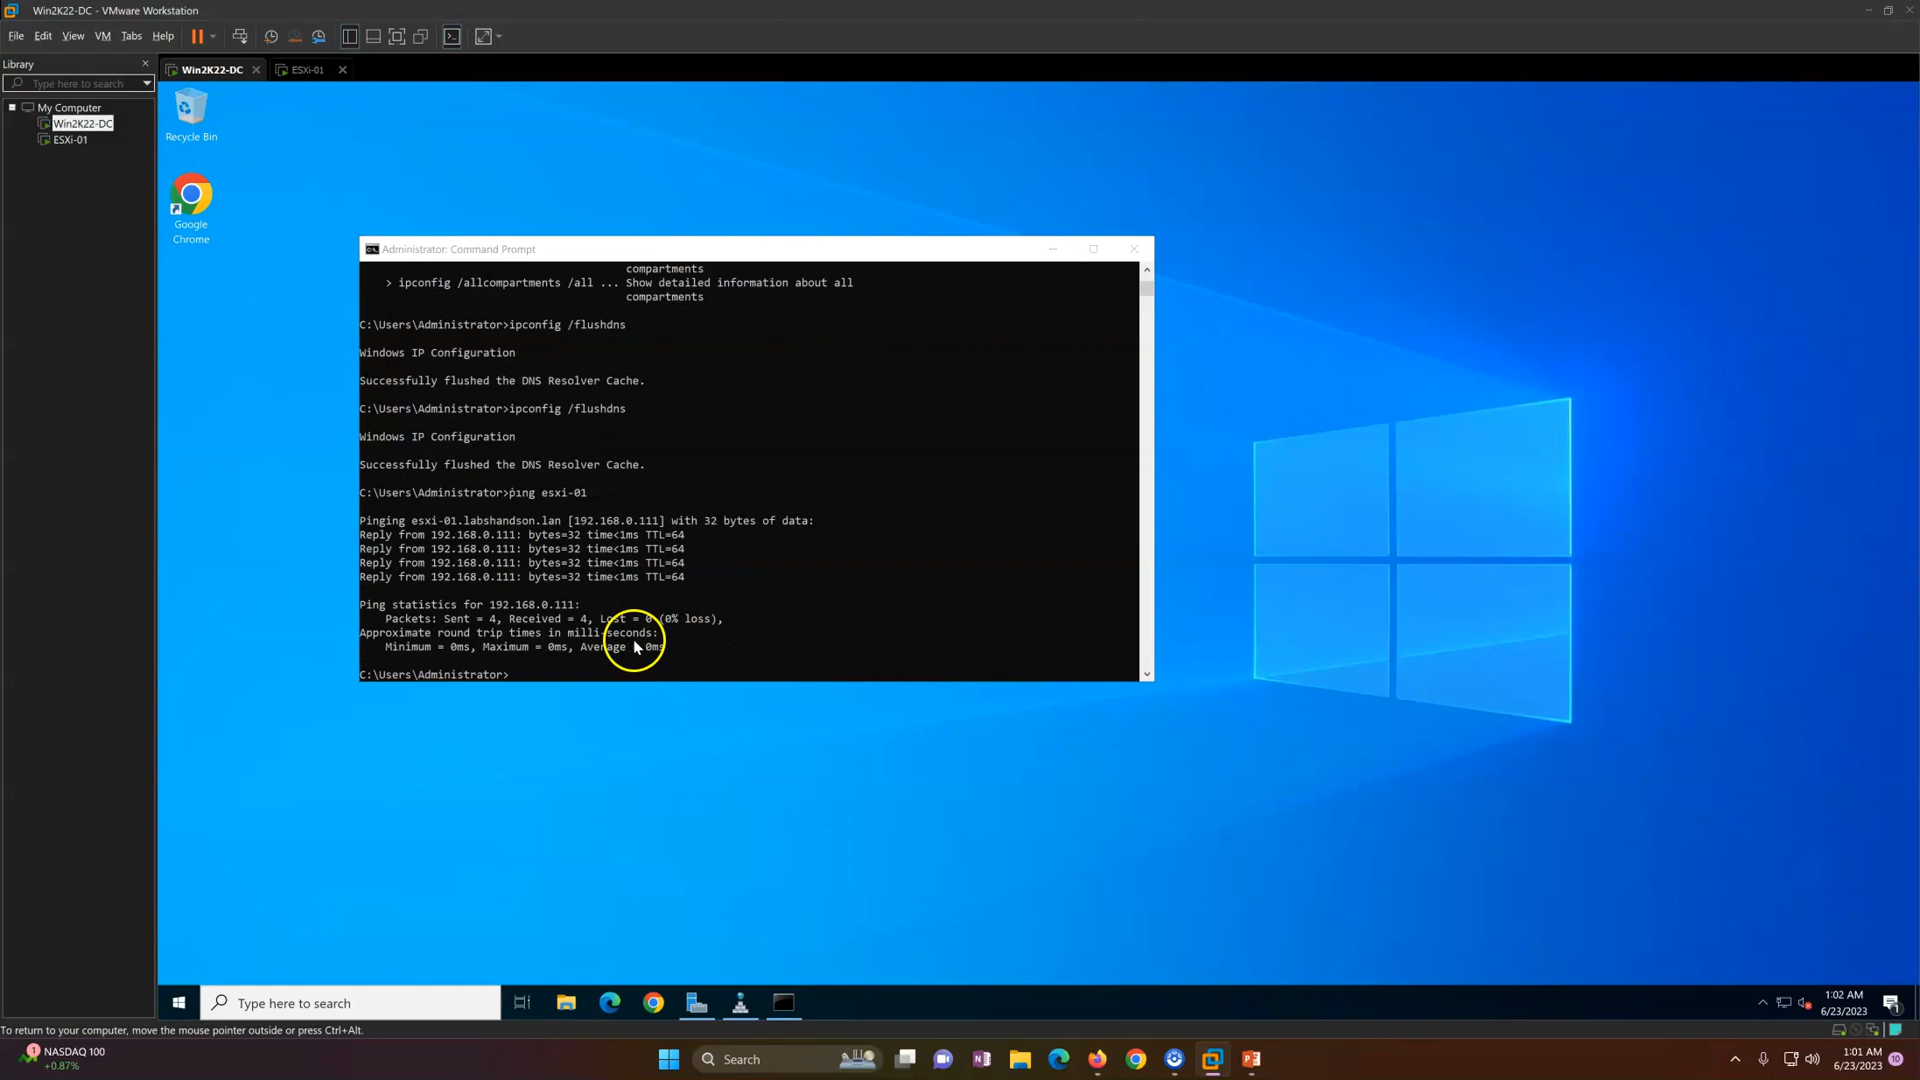 Win2K22-DC - VMware Workstation
File Edit View VM Tabs Help
Library
Type here to search
My Computer
Win2K22-DC
ESXi-01
Win2K22-DC
ESXi-01
Recycle Bin
Google
Chrome
Administrator: Command Prompt
compartments
> ipconfig /allcompartments /all ... Show detailed information about all
compartments
C:\Users\Administrator>ipconfig /flushdns
Windows IP Configuration
Successfully flushed the DNS Resolver Cache.
C:\Users\Administrator>ipconfig /flushdns
Windows IP Configuration
Successfully flushed the DNS Resolver Cache.
C:\Users\Administrator>ping esxi-01
Pinging esxi-01.labshandson.lan [192.168.0.111] with 32 bytes of data:
Reply from 192.168.0.111: bytes=32 time<1ms TTL=64
Reply from 192.168.0.111: bytes=32 time<1ms TTL=64
Reply from 192.168.0.111: bytes=32 time<1ms TTL=64
Reply from 192.168.0.111: bytes=32 time<1ms TTL=64
Ping statistics for 192.168.0.111:
Packets: Sent = 4, Received = 4, Lost = 0 (0% loss),
Approximate round trip times in milli-seconds:
Minimum = 0ms, Maximum = 0ms, Average = 0ms
C:\Users\Administrator>
Type here to search
1:02 AM
6/23/2023
1
To return to your computer, move the mouse pointer outside or press Ctrl+Alt.
1
NASDAQ 100
+0.87%
Search
1:01 AM
6/23/2023
10